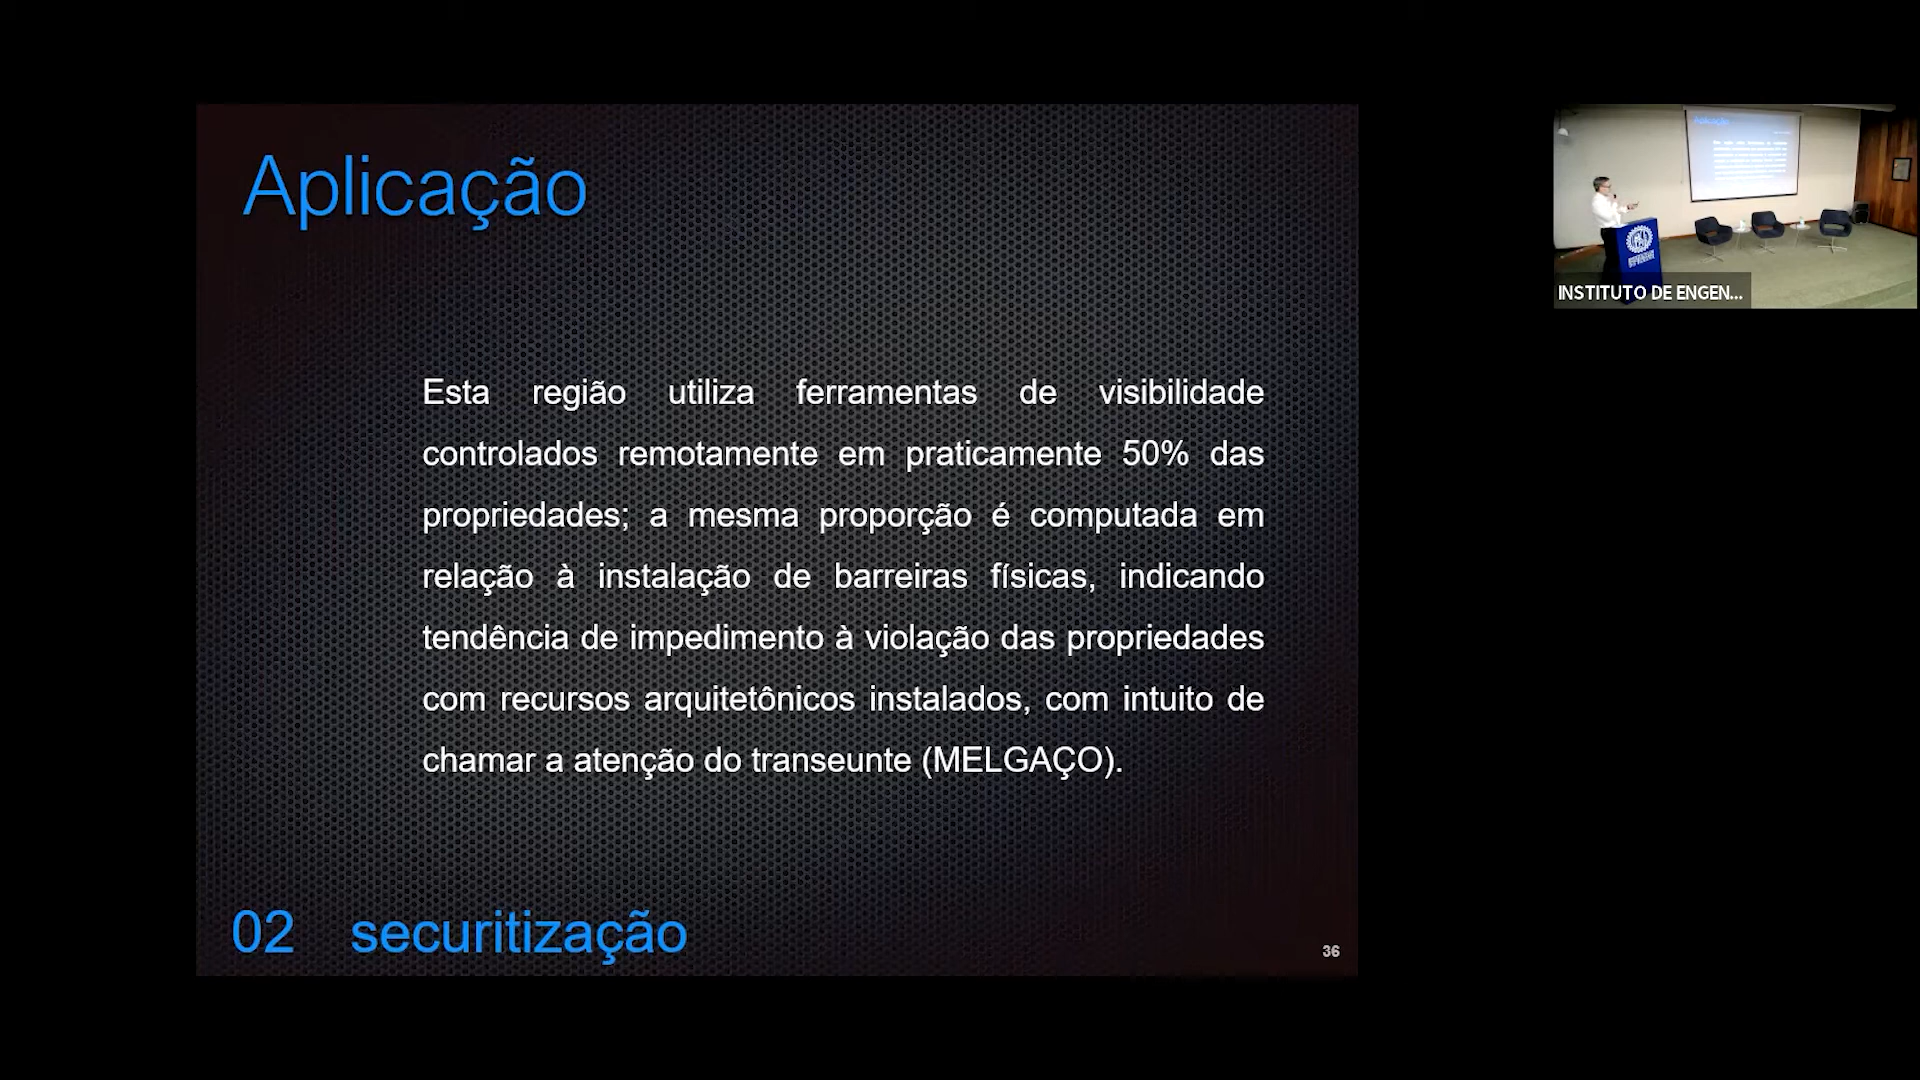 Aplicação
Esta região utiliza ferramentas de visibilidade
controlados remotamente em praticamente 50% das
propriedades; a mesma proporção é computada em
relação à instalação de barreiras físicas, indicando
tendência de impedimento à violação das propriedades
com recursos arquitetônicos instalados, com intuito de
chamar a atenção do transeunte (MELGAÇO).
02 securitização
36
INSTITUTO DE ENGEN...
Aplicação